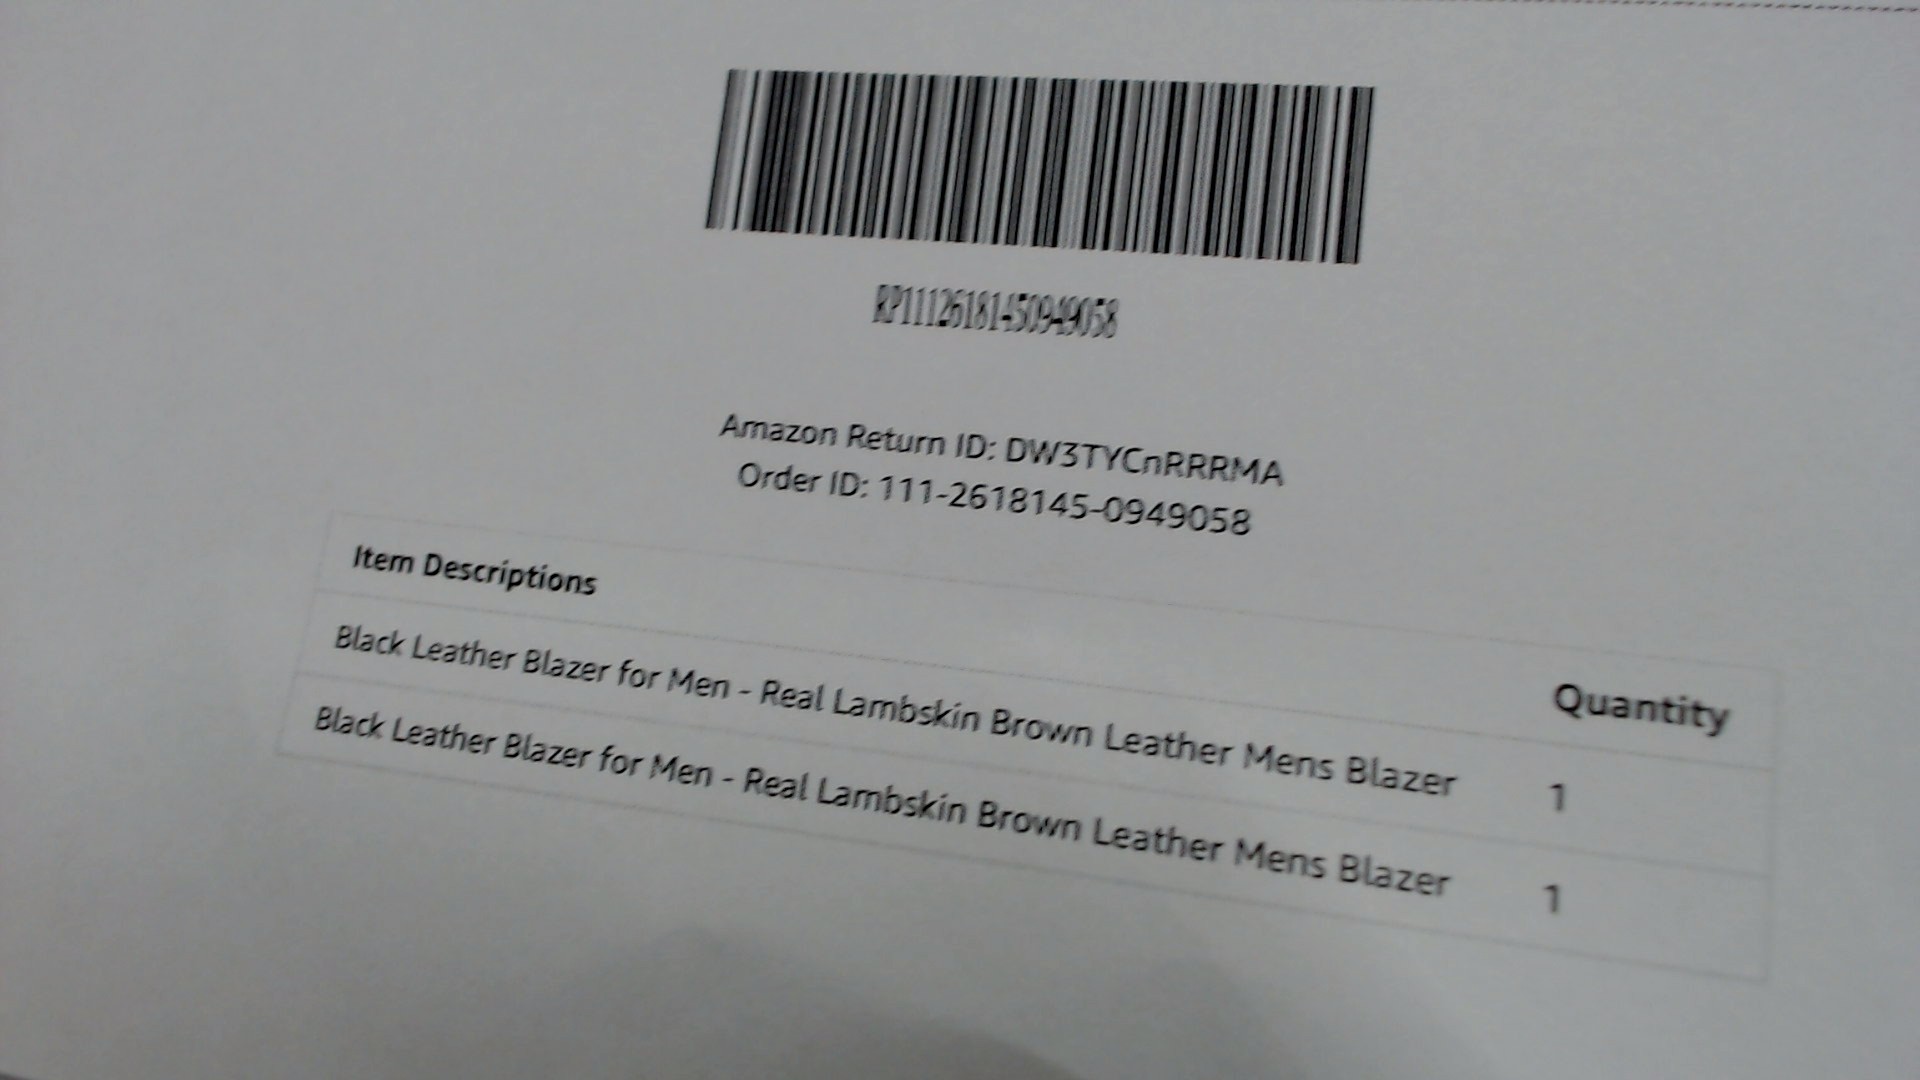 RP11126181450949058
Amazon Return ID: DW3TYCnRRRMA
Order ID: 111-2618145-0949058
Item Descriptions Quantity
Black Leather Blazer for Men - Real Lambskin Brown Leather Mens Blazer 1
Black Leather Blazer for Men - Real Lambskin Brown Leather Mens Blazer 1